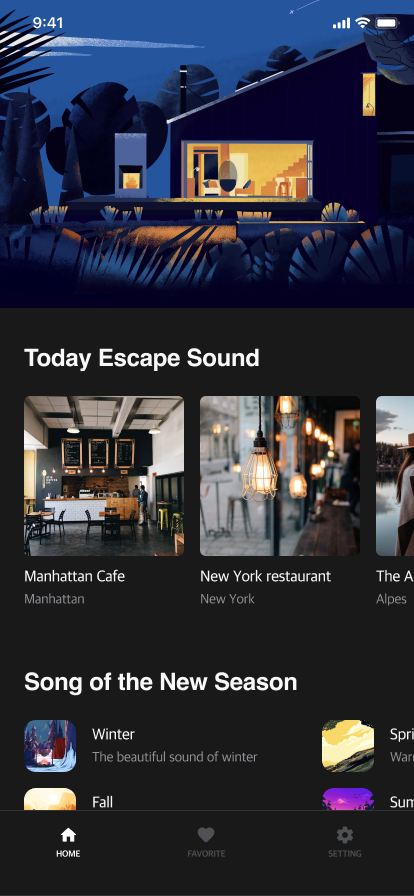 9:41
Today Escape Sound
Manhattan Cafe
Manhattan
New York restaurant
New York
The A
Alpes
Song of the New Season
Winter
The beautiful sound of winter
Spri
Warr
Fall
Sum
HOME
FAVORITE
SETTING